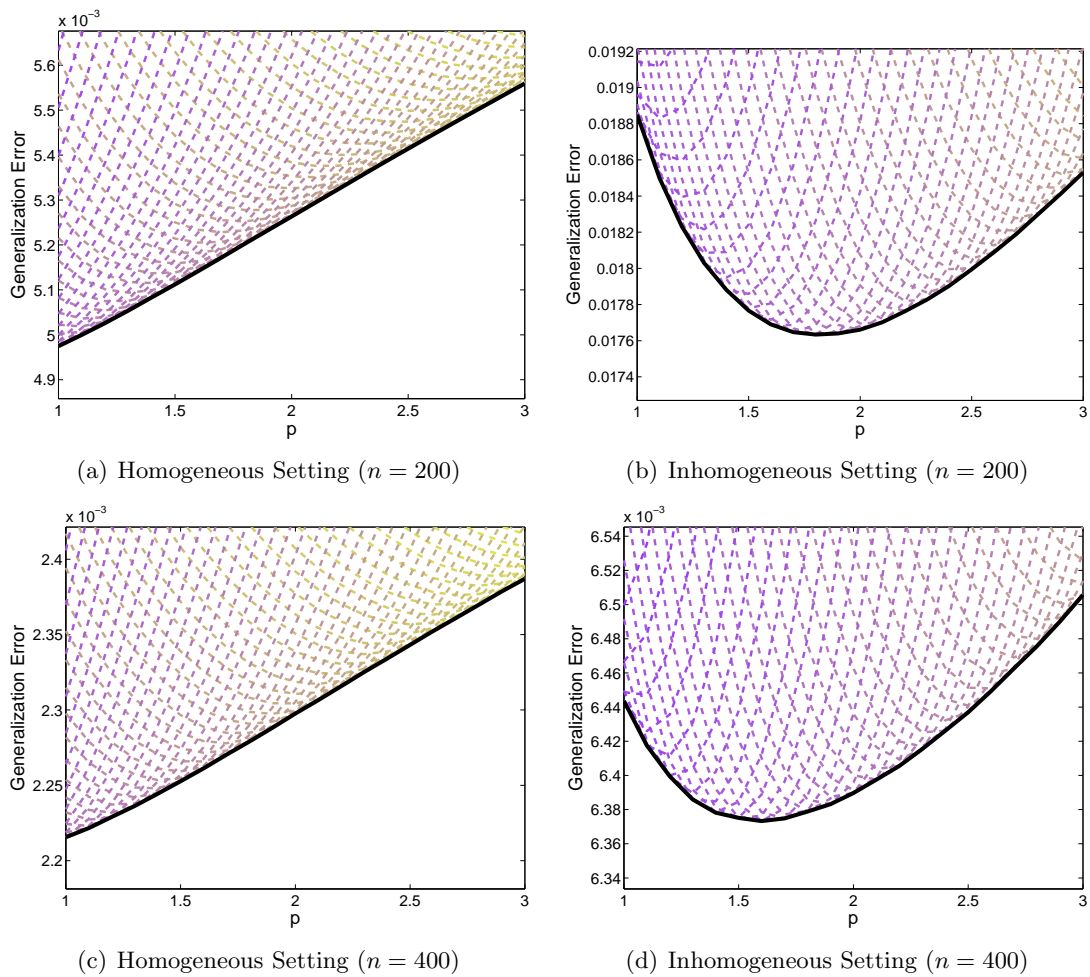 x 10⁻³
5.6
5.5
5.4
5.3
5.2
5.1
5
4.9
Generalization Error
1 1.5 2 2.5 3
p
(a) Homogeneous Setting (n = 200)
0.0192
0.019
0.0188
0.0186
0.0184
0.0182
0.018
0.0178
0.0176
0.0174
Generalization Error
1 1.5 2 2.5 3
p
(b) Inhomogeneous Setting (n = 200)
x 10⁻³
2.4
2.35
2.3
2.25
2.2
Generalization Error
1 1.5 2 2.5 3
p
(c) Homogeneous Setting (n = 400)
x 10⁻³
6.54
6.52
6.5
6.48
6.46
6.44
6.42
6.4
6.38
6.36
6.34
Generalization Error
1 1.5 2 2.5 3
p
(d) Inhomogeneous Setting (n = 400)